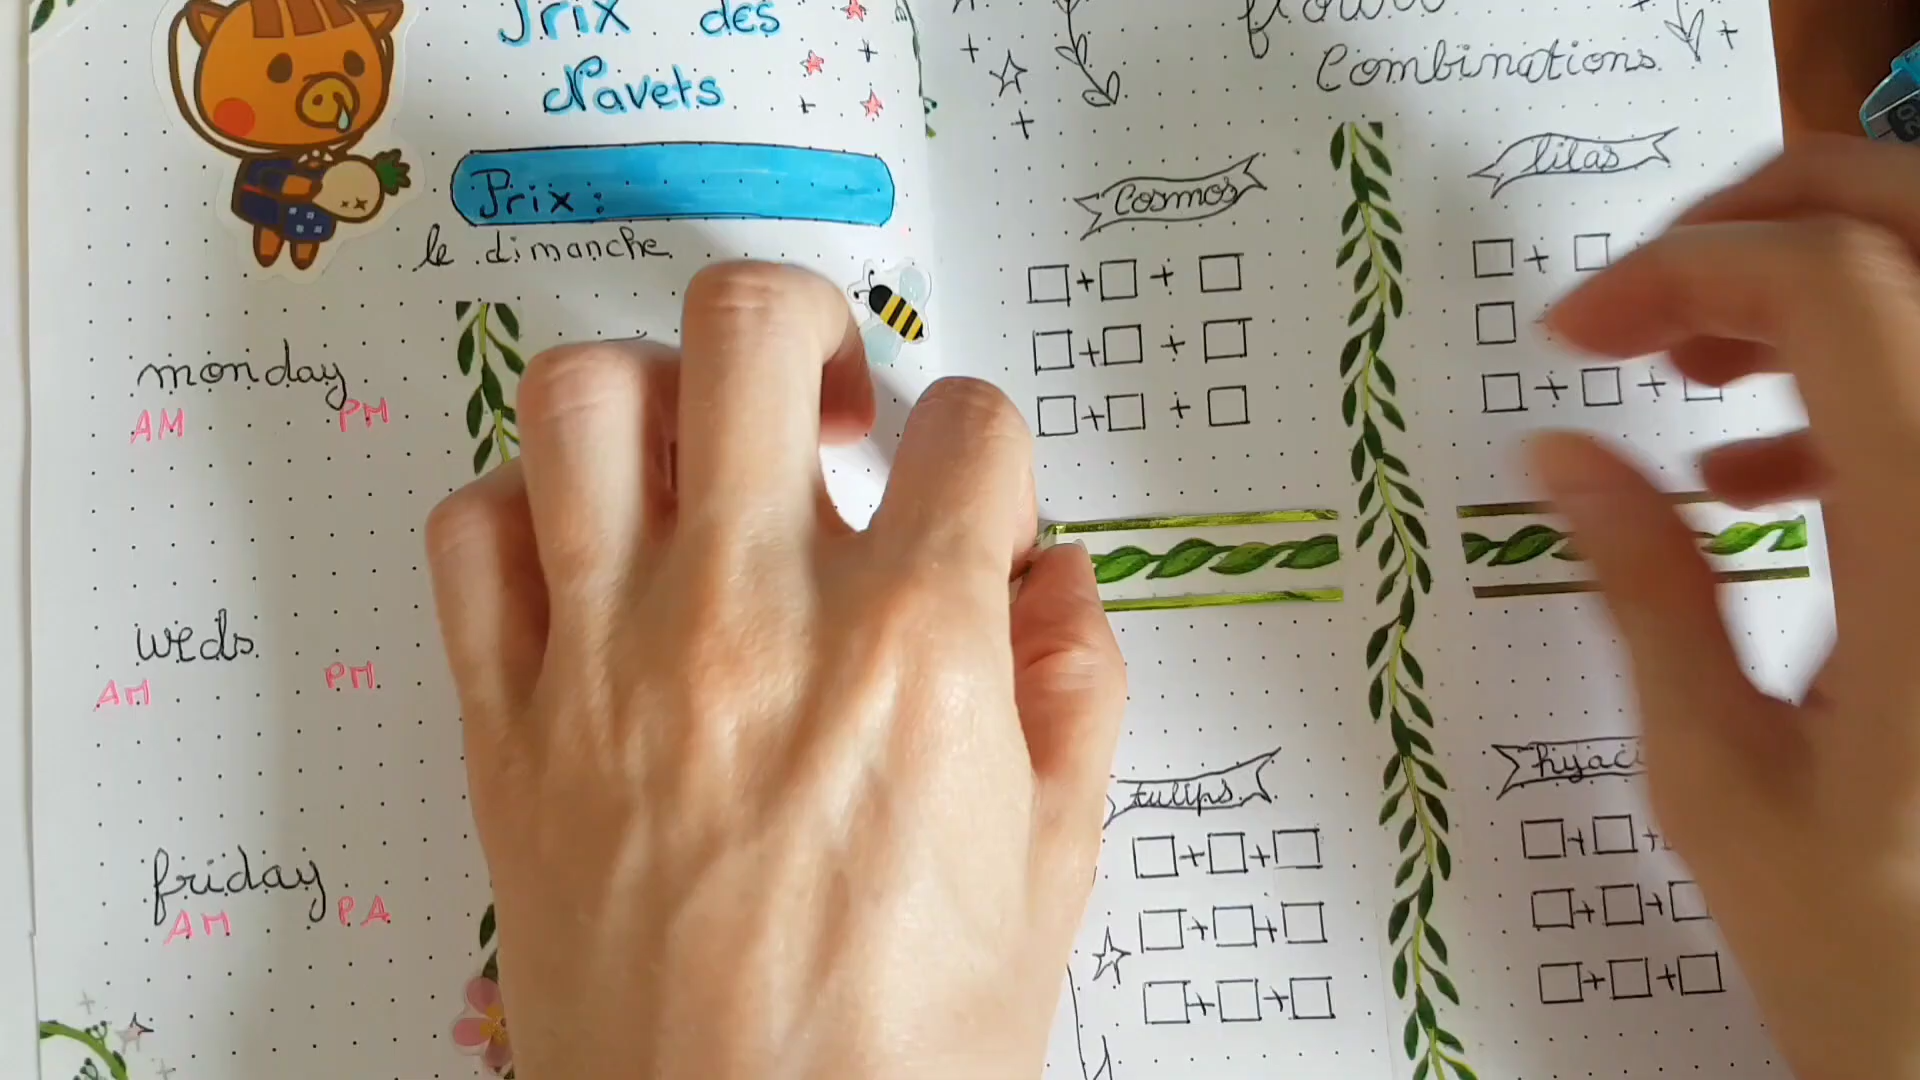 Prix des
Navets
Prix :
le dimanche
monday
AM PM
weds
AM PM
friday
AM PA
Combinations
Cosmos
lilas
+ + +
+ + +
+ + +
tulips
+ +
+ +
+ +